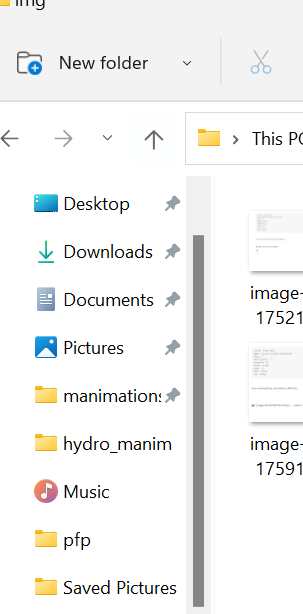 img
New folder
This PC
Desktop
Downloads
Documents
Pictures
manimations
hydro_manim
Music
pfp
Saved Pictures
image-
17521
image-
17591